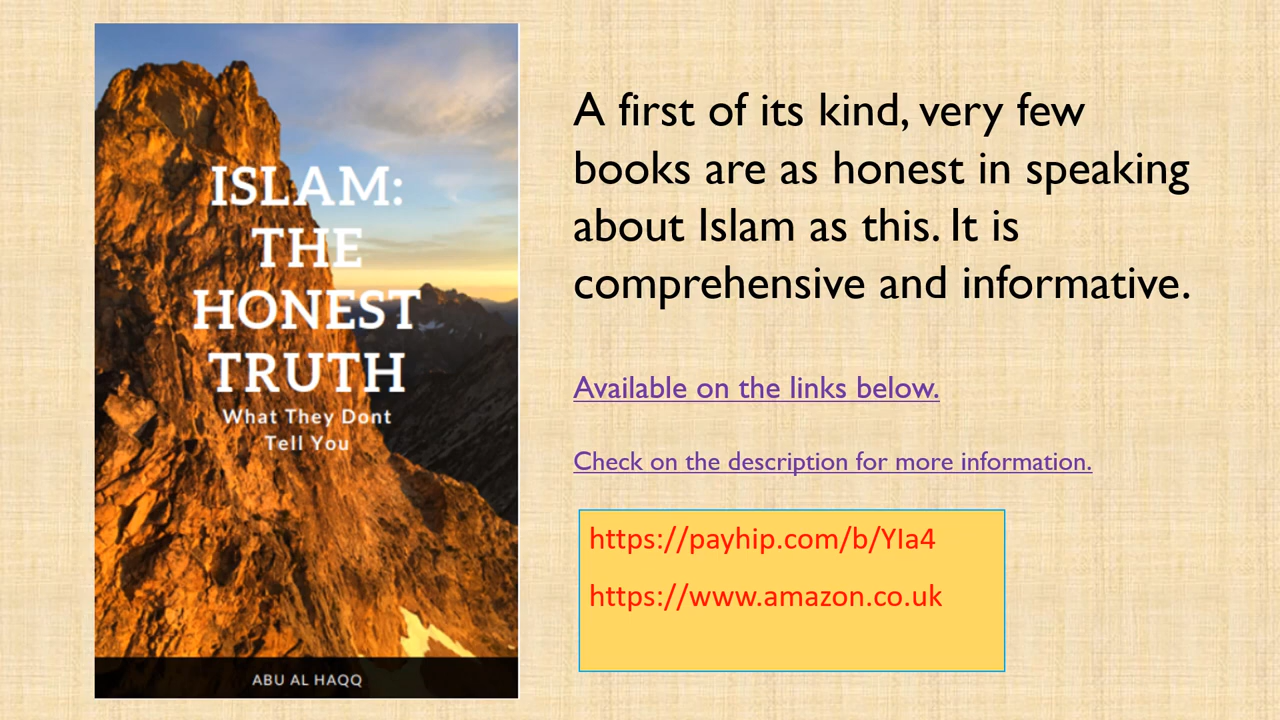 ISLAM:
THE
HONEST
TRUTH
What They Dont
Tell You
ABU AL HAQQ
A first of its kind, very few
books are as honest in speaking
about Islam as this. It is
comprehensive and informative.
Available on the links below.
Check on the description for more information.
https://payhip.com/b/YIa4
https://www.amazon.co.uk